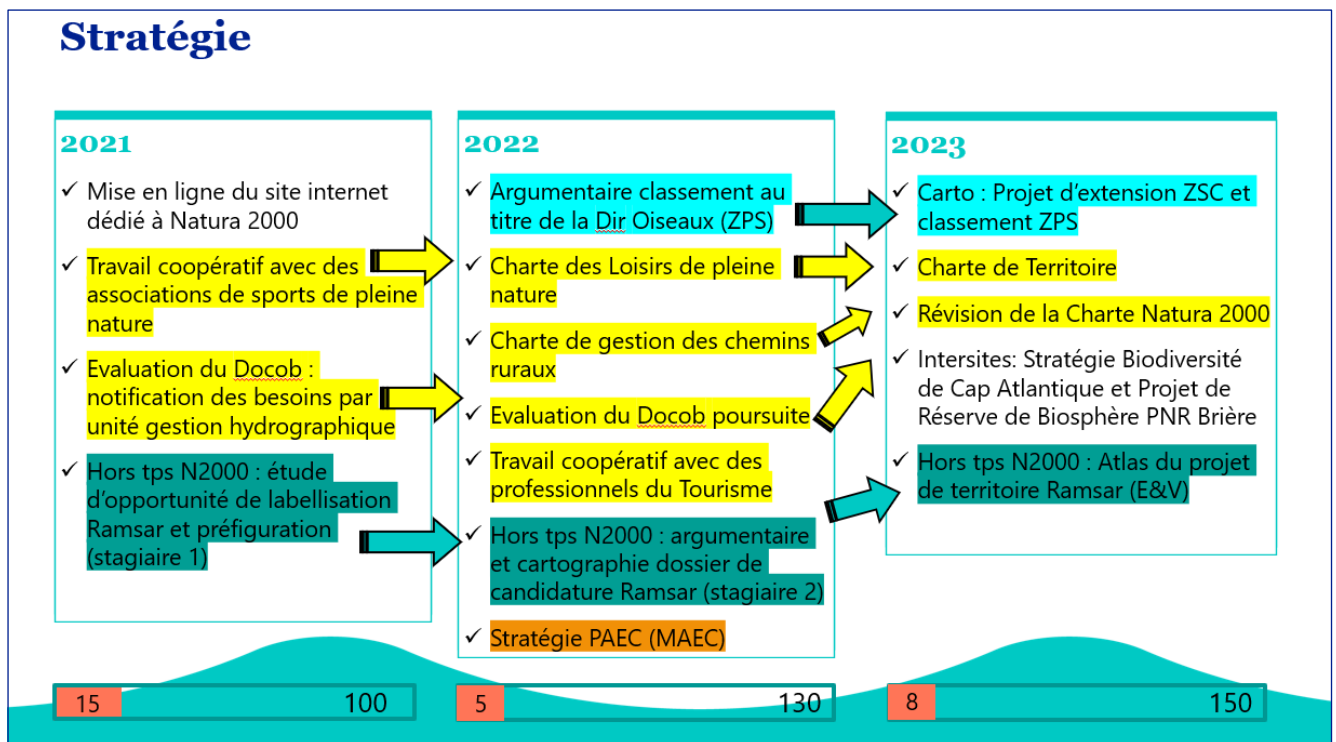 Stratégie
2021
✓ Mise en ligne du site internet
dédié à Natura 2000
✓ Travail coopératif avec des
associations de sports de pleine
nature
✓ Evaluation du Docob :
notification des besoins par
unité gestion hydrographique
✓ Hors tps N2000 : étude
d’opportunité de labellisation
Ramsar et préfiguration
(stagiaire 1)
15 100
2022
✓ Argumentaire classement au
titre de la Dir Oiseaux (ZPS)
✓ Charte des Loisirs de pleine
nature
✓ Charte de gestion des chemins
ruraux
✓ Evaluation du Docob poursuite
✓ Travail coopératif avec des
professionnels du Tourisme
✓ Hors tps N2000 : argumentaire
et cartographie dossier de
candidature Ramsar (stagiaire 2)
✓ Stratégie PAEC (MAEC)
5 130
2023
✓ Carto : Projet d’extension ZSC et
classement ZPS
✓ Charte de Territoire
✓ Révision de la Charte Natura 2000
✓ Intersites: Stratégie Biodiversité
de Cap Atlantique et Projet de
Réserve de Biosphère PNR Brière
✓ Hors tps N2000 : Atlas du projet
de territoire Ramsar (E&V)
8 150